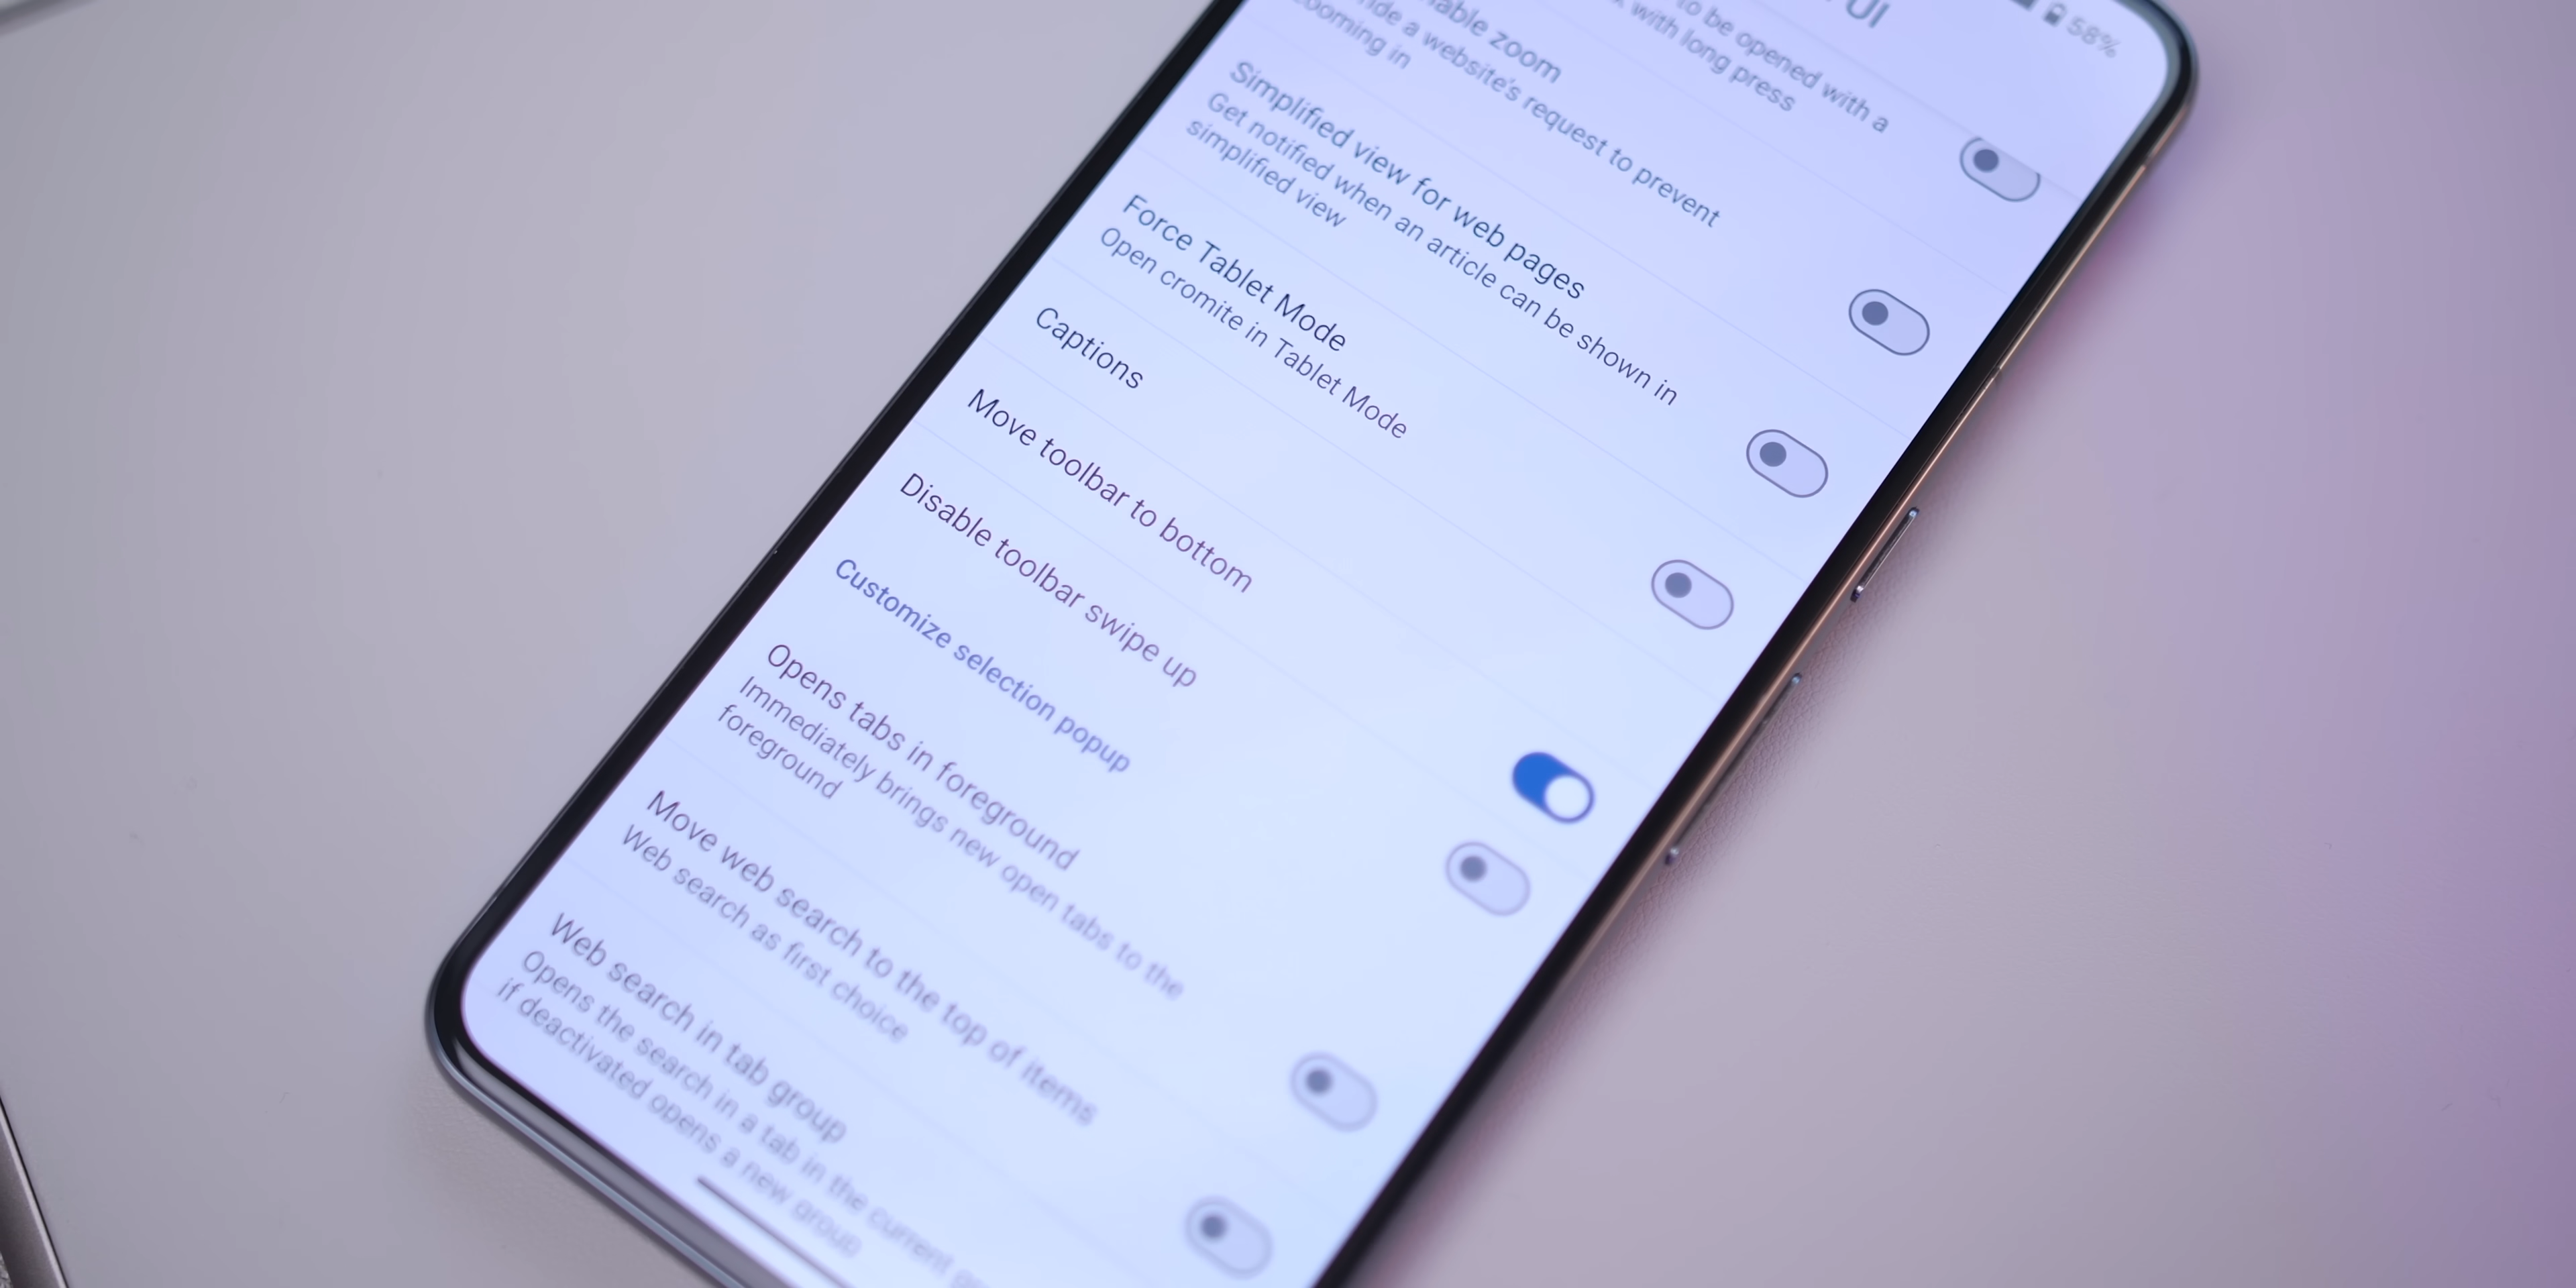 UI
58%
to be opened with a
with long press
zoom
a website's request to prevent
zooming in
Simplified view for web pages
Get notified when an article can be shown in
simplified view
Force Tablet Mode
Open cromite in Tablet Mode
Captions
Move toolbar to bottom
Disable toolbar swipe up
Customize selection popup
Opens tabs in foreground
Immediately brings new open tabs to the
foreground
Move web search to the top of items
Web search as first choice
Web search in tab group
Opens the search in a tab in the current
if deactivated opens a new group